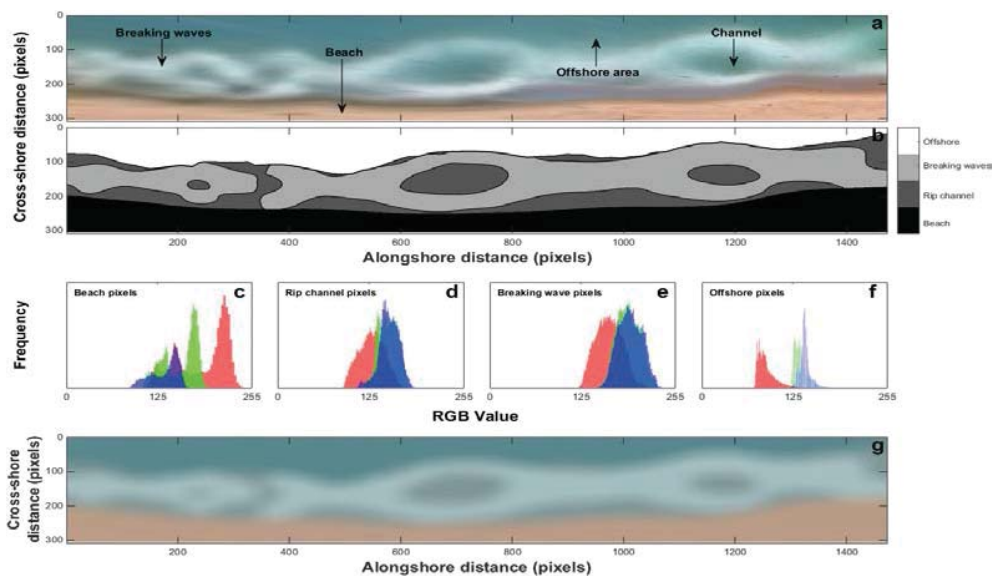 Cross-shore distance (pixels)
0
100
200
300
Breaking waves
Beach
Offshore area
Channel
a
0
100
200
300
b
200
400
600
800
1000
1200
1400
Alongshore distance (pixels)
Offshore
Breaking waves
Rip channel
Beach
Frequency
Beach pixels c
0 125 255
Rip channel pixels d
0 125 255
Breaking wave pixels e
0 125 255
Offshore pixels f
0 125 255
RGB Value
Cross-shore
distance (pixels)
0
100
200
300
g
200
400
600
800
1000
1200
1400
Alongshore distance (pixels)